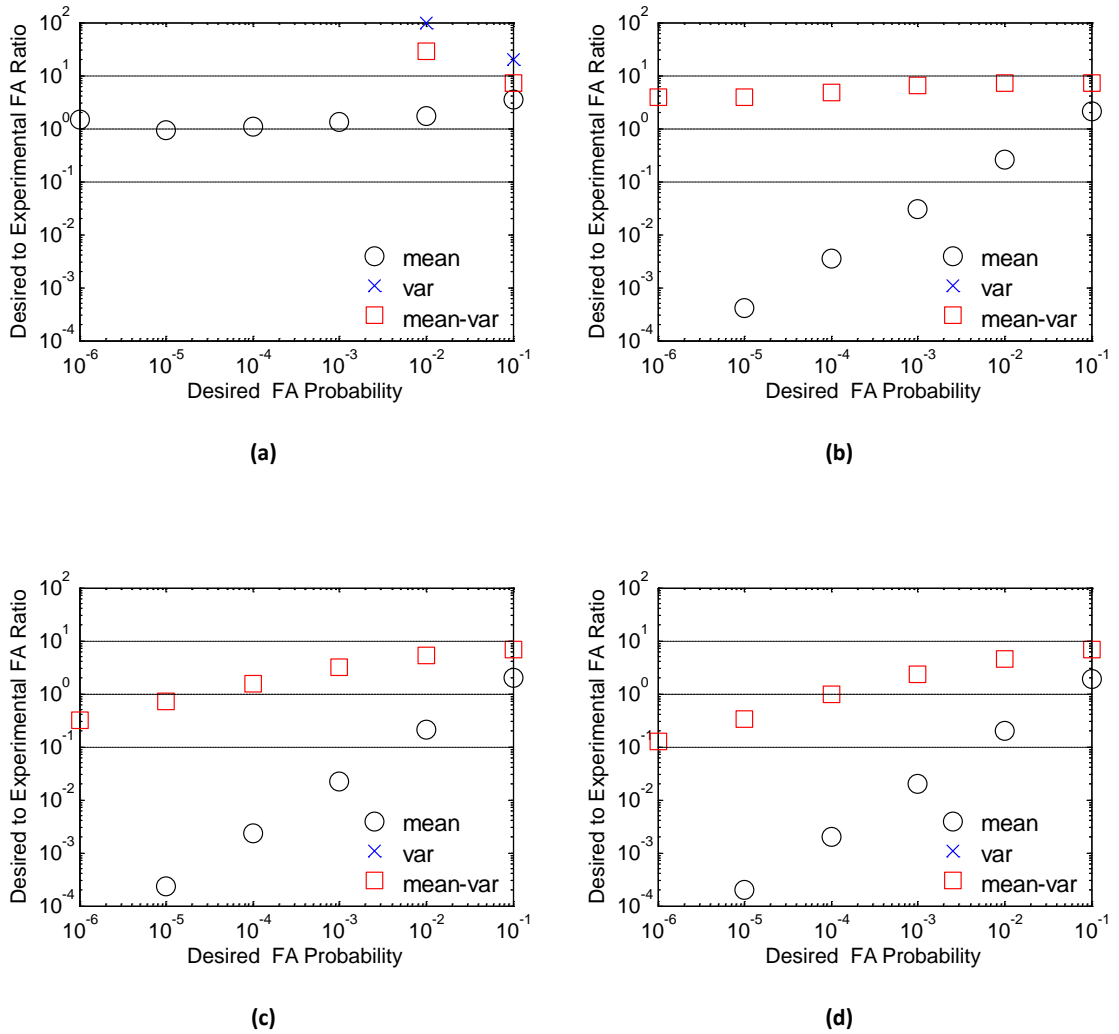 10^2
10^1
10^0
10^-1
10^-2
10^-3
10^-4
Desired to Experimental FA Ratio
mean
var
mean-var
10^-6 10^-5 10^-4 10^-3 10^-2 10^-1
Desired FA Probability
(a)
10^2
10^1
10^0
10^-1
10^-2
10^-3
10^-4
Desired to Experimental FA Ratio
mean
var
mean-var
10^-6 10^-5 10^-4 10^-3 10^-2 10^-1
Desired FA Probability
(b)
10^2
10^1
10^0
10^-1
10^-2
10^-3
10^-4
Desired to Experimental FA Ratio
mean
var
mean-var
10^-6 10^-5 10^-4 10^-3 10^-2 10^-1
Desired FA Probability
(c)
10^2
10^1
10^0
10^-1
10^-2
10^-3
10^-4
Desired to Experimental FA Ratio
mean
var
mean-var
10^-6 10^-5 10^-4 10^-3 10^-2 10^-1
Desired FA Probability
(d)